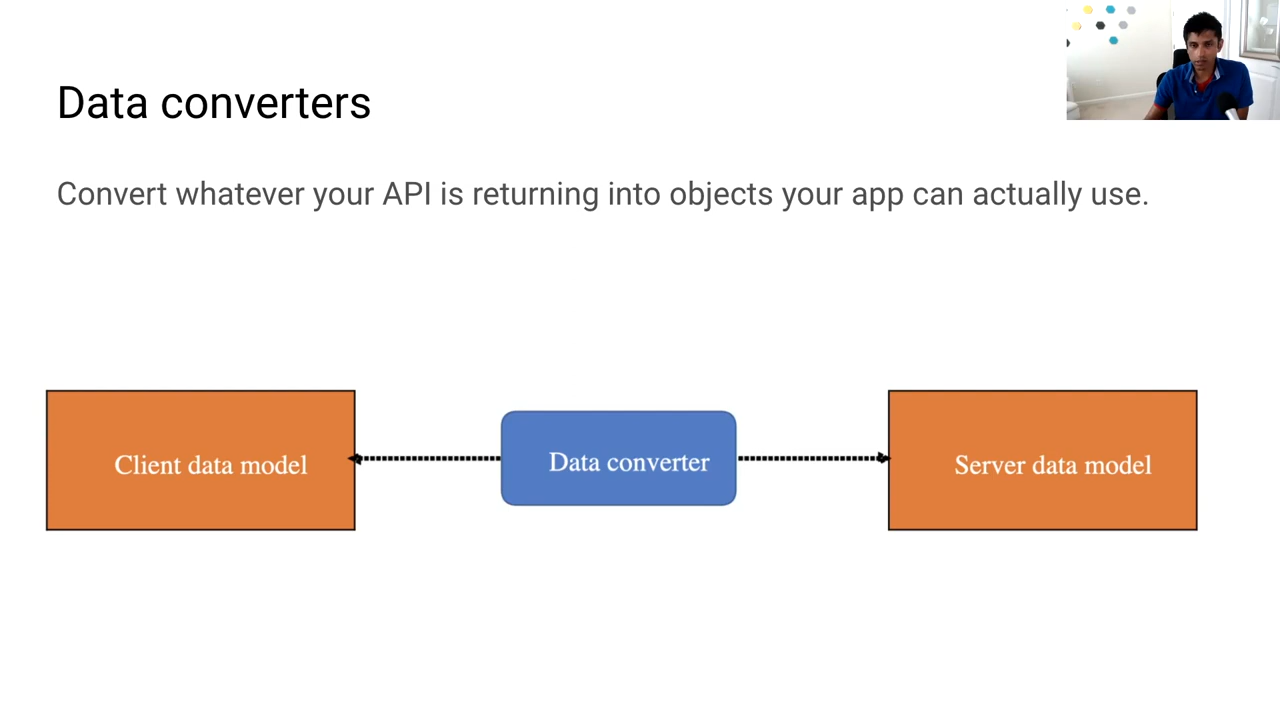 Data converters
Convert whatever your API is returning into objects your app can actually use.
Client data model
Data converter
Server data model